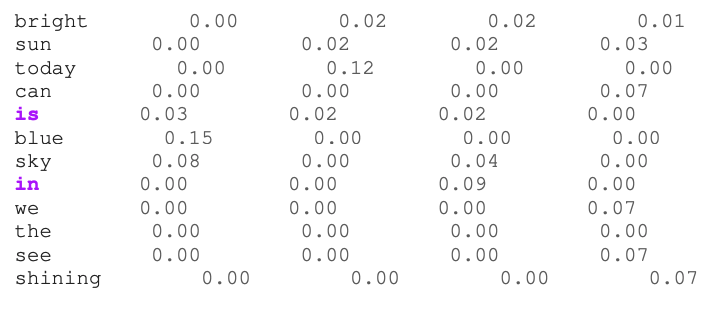 bright 0.00 0.02 0.02 0.01
sun 0.00 0.02 0.02 0.03
today 0.00 0.12 0.00 0.00
can 0.00 0.00 0.00 0.07
is 0.03 0.02 0.02 0.00
blue 0.15 0.00 0.00 0.00
sky 0.08 0.00 0.04 0.00
in 0.00 0.00 0.09 0.00
we 0.00 0.00 0.00 0.07
the 0.00 0.00 0.00 0.00
see 0.00 0.00 0.00 0.07
shining 0.00 0.00 0.00 0.07